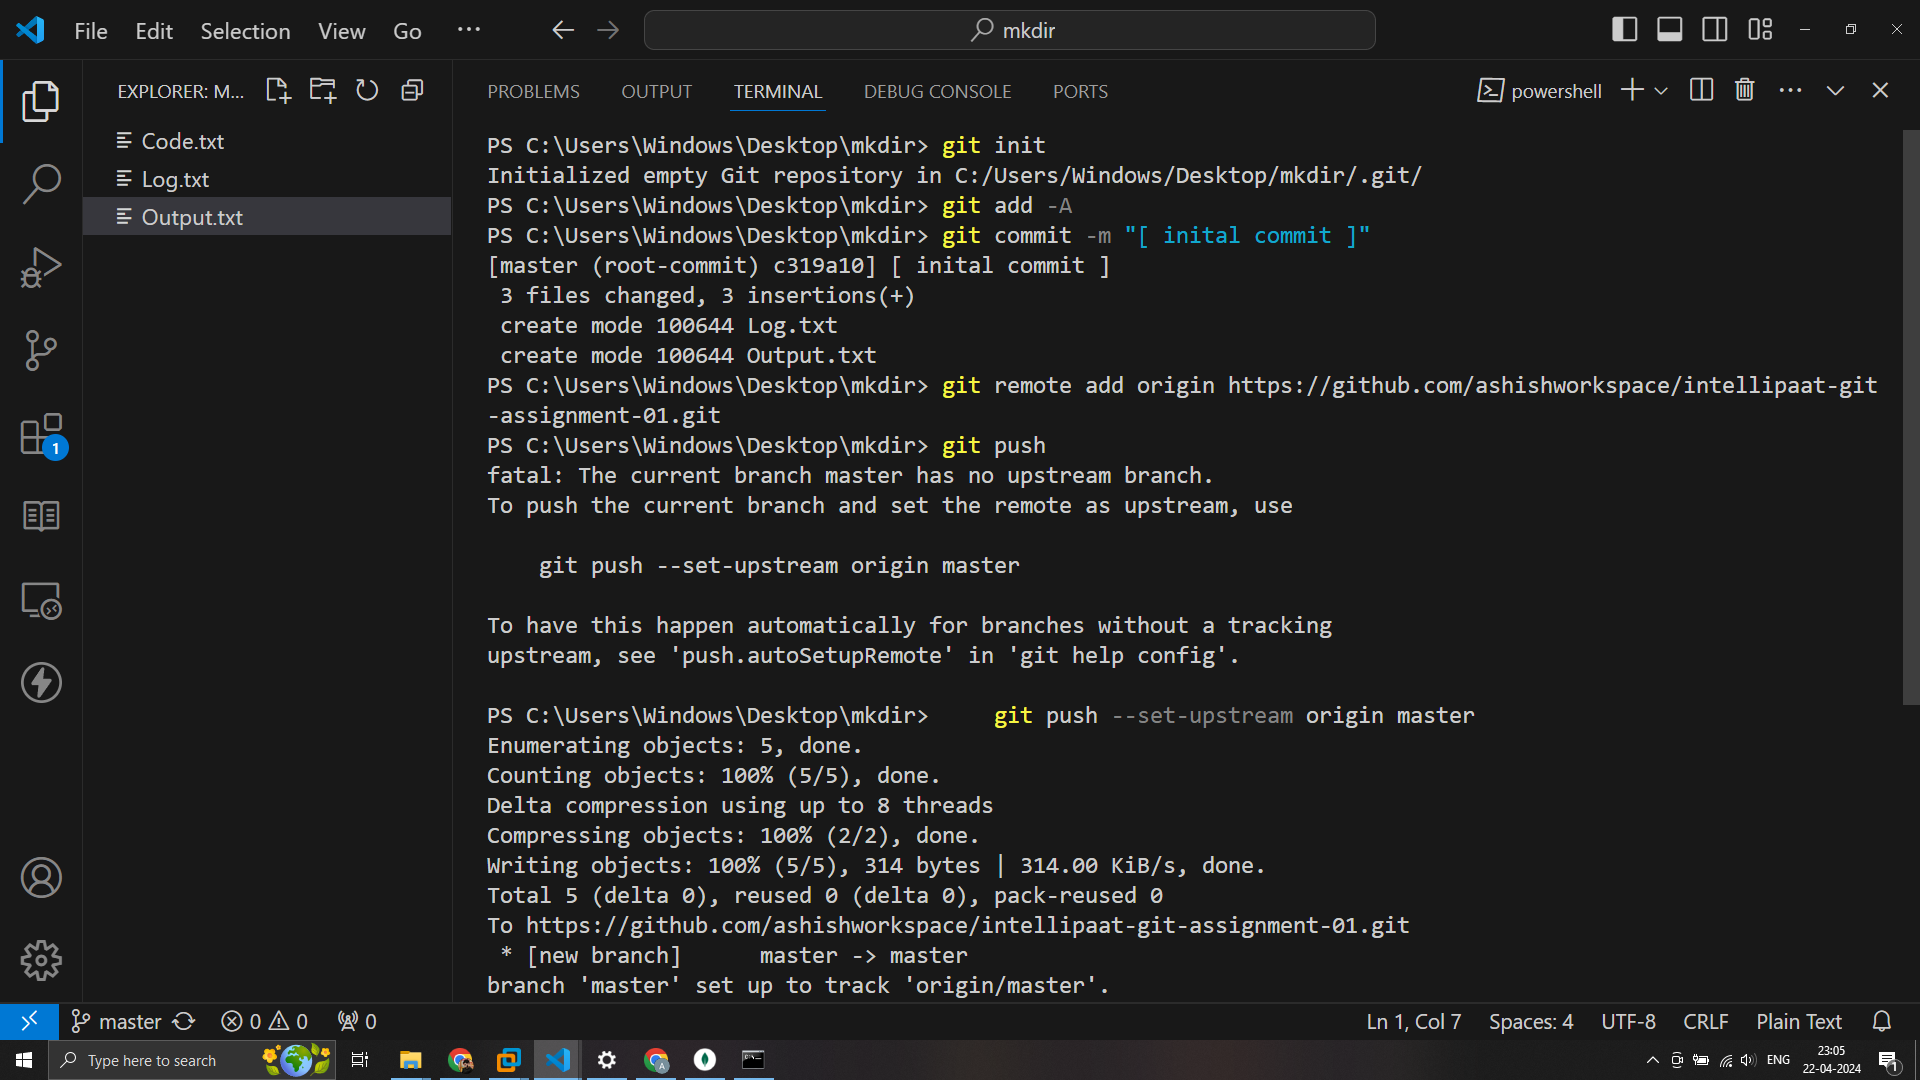 File Edit Selection View Go ··· mkdir
EXPLORER: M...
Code.txt
Log.txt
Output.txt
PROBLEMS OUTPUT TERMINAL DEBUG CONSOLE PORTS powershell
PS C:\Users\Windows\Desktop\mkdir> git init
Initialized empty Git repository in C:/Users/Windows/Desktop/mkdir/.git/
PS C:\Users\Windows\Desktop\mkdir> git add -A
PS C:\Users\Windows\Desktop\mkdir> git commit -m "[ inital commit ]"
[master (root-commit) c319a10] [ inital commit ]
 3 files changed, 3 insertions(+)
 create mode 100644 Log.txt
 create mode 100644 Output.txt
PS C:\Users\Windows\Desktop\mkdir> git remote add origin https://github.com/ashishworkspace/intellipaat-git
-assignment-01.git
PS C:\Users\Windows\Desktop\mkdir> git push
fatal: The current branch master has no upstream branch.
To push the current branch and set the remote as upstream, use
    git push --set-upstream origin master
To have this happen automatically for branches without a tracking
upstream, see 'push.autoSetupRemote' in 'git help config'.
PS C:\Users\Windows\Desktop\mkdir>     git push --set-upstream origin master
Enumerating objects: 5, done.
Counting objects: 100% (5/5), done.
Delta compression using up to 8 threads
Compressing objects: 100% (2/2), done.
Writing objects: 100% (5/5), 314 bytes | 314.00 KiB/s, done.
Total 5 (delta 0), reused 0 (delta 0), pack-reused 0
To https://github.com/ashishworkspace/intellipaat-git-assignment-01.git
 * [new branch]      master -> master
branch 'master' set up to track 'origin/master'.
1
master 0 0 0 Ln 1, Col 7 Spaces: 4 UTF-8 CRLF Plain Text
Type here to search ENG 23:05
22-04-2024 1